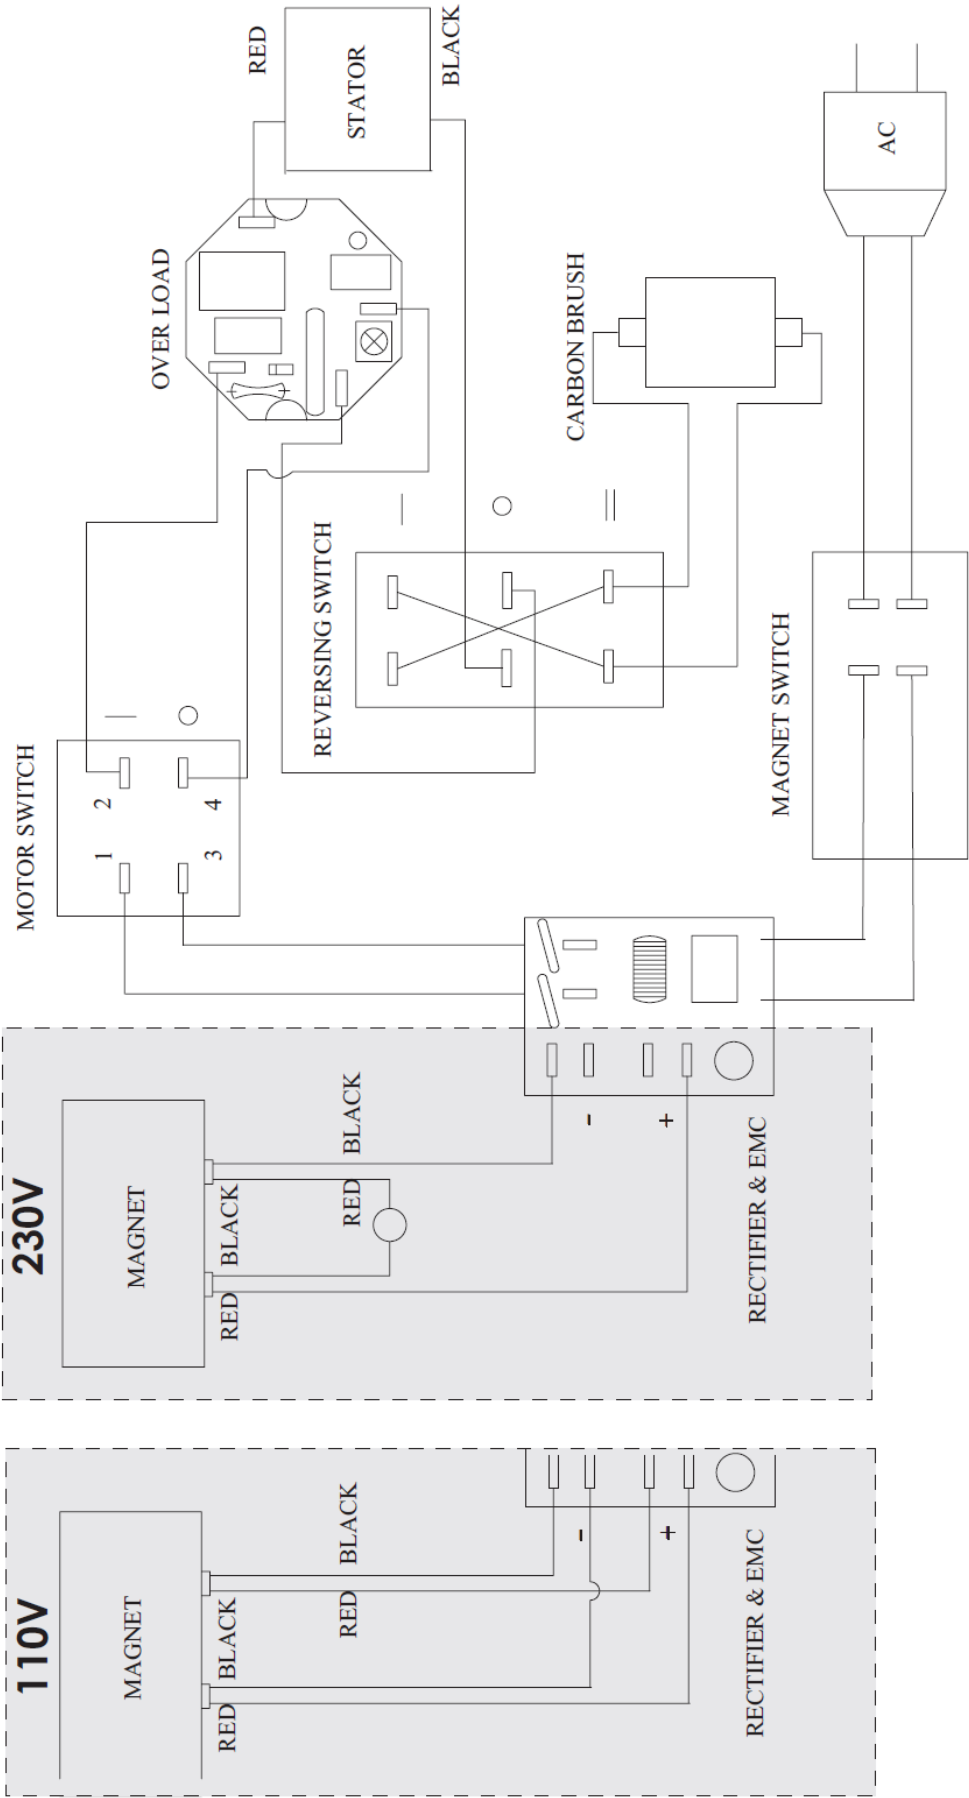 RED
STATOR
BLACK
OVER LOAD
AC
CARBON BRUSH
REVERSING SWITCH
I
O
II
MOTOR SWITCH
I
O
1
2
3
4
MAGNET SWITCH
230V
MAGNET
RED
BLACK
RED
BLACK
-
+
RECTIFIER & EMC
110V
MAGNET
RED
BLACK
RED
BLACK
-
+
RECTIFIER & EMC